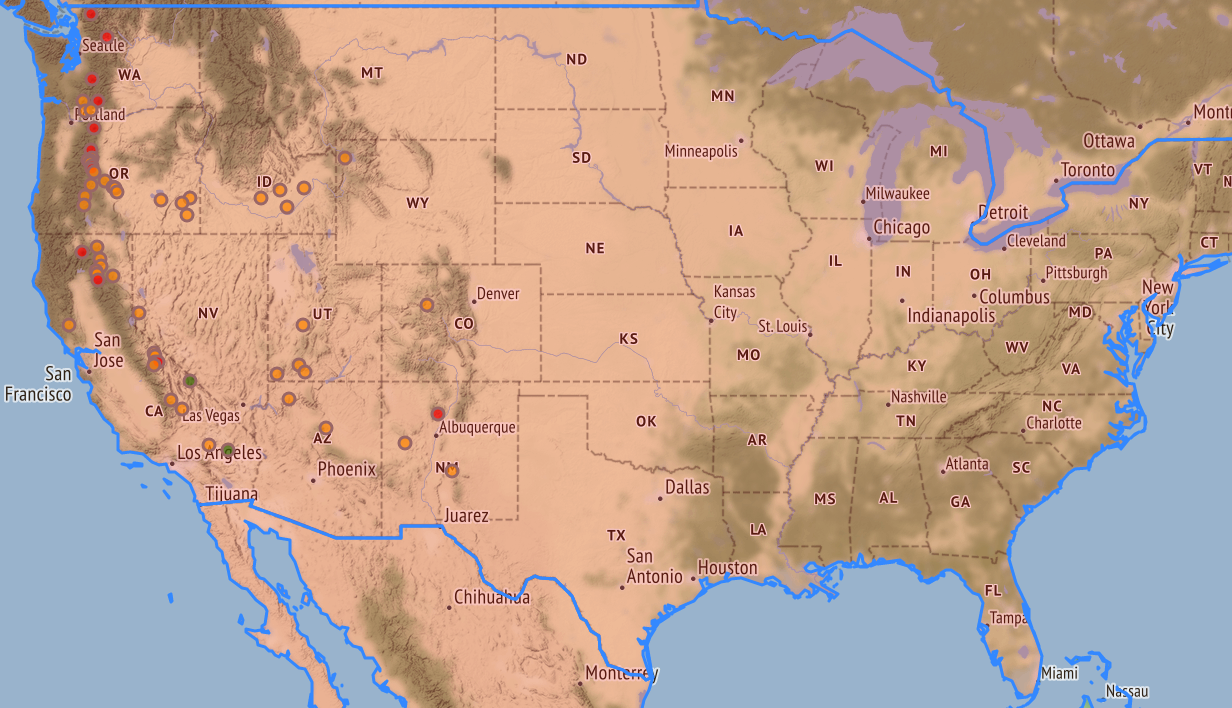 Seattle
WA
MT
ND
MN
Portland
Ottawa
Minneapolis
SD
WI
MI
Toronto
VT
OR
ID
WY
Milwaukee
Detroit
NY
IA
Chicago
Cleveland
CT
NE
IL
IN
OH
PA
Pittsburgh
Denver
Kansas
City
Columbus
New
York
City
NV
UT
CO
Indianapolis
MD
San
Jose
KS
St. Louis
WV
MO
KY
VA
San
Francisco
Nashville
CA
Las Vegas
NC
Charlotte
OK
TN
Albuquerque
AZ
AR
Los Angeles
Phoenix
NM
Atlanta
SC
Tijuana
Dallas
MS
AL
GA
Juarez
TX
LA
San
Antonio
Houston
Chihuahua
FL
Tampa
Monterrey
Miami
Nassau